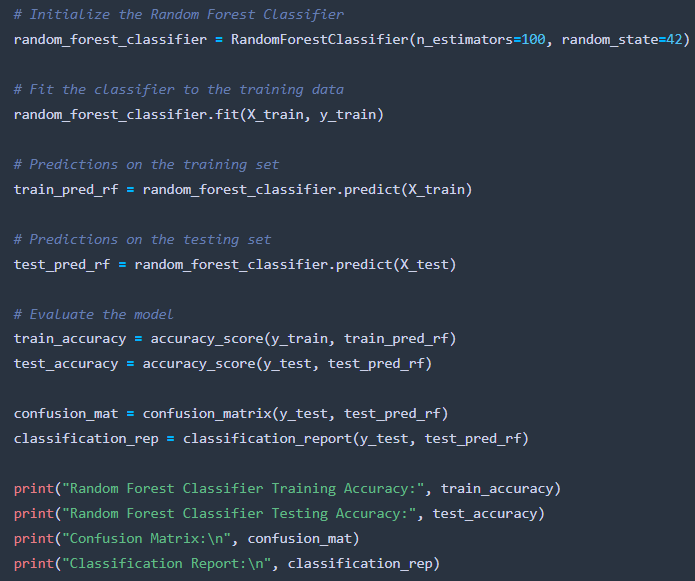 # Initialize the Random Forest Classifier
random_forest_classifier = RandomForestClassifier(n_estimators=100, random_state=42)
# Fit the classifier to the training data
random_forest_classifier.fit(X_train, y_train)
# Predictions on the training set
train_pred_rf = random_forest_classifier.predict(X_train)
# Predictions on the testing set
test_pred_rf = random_forest_classifier.predict(X_test)
# Evaluate the model
train_accuracy = accuracy_score(y_train, train_pred_rf)
test_accuracy = accuracy_score(y_test, test_pred_rf)
confusion_mat = confusion_matrix(y_test, test_pred_rf)
classification_rep = classification_report(y_test, test_pred_rf)
print("Random Forest Classifier Training Accuracy:", train_accuracy)
print("Random Forest Classifier Testing Accuracy:", test_accuracy)
print("Confusion Matrix:\n", confusion_mat)
print("Classification Report:\n", classification_rep)